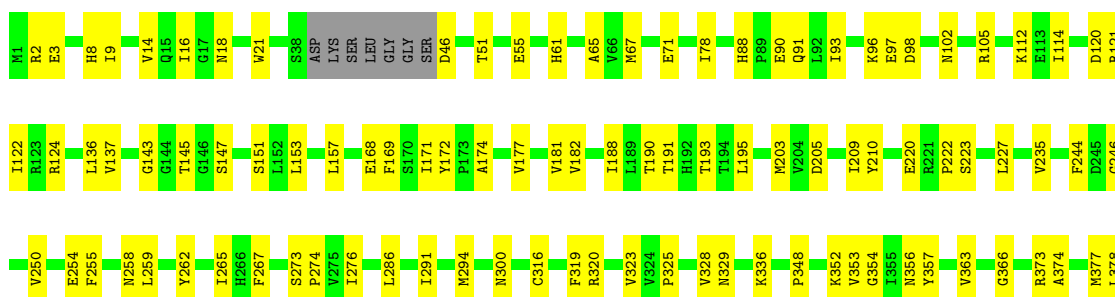 M1 R2 E3 H8 I9 V14 Q15 I16 G17 N18 W21 S38 ASP LYS SER LEU GLY GLY SER D46 T51 E55 H61 A65 V66 M67 E71 I78 H88 P89 E90 Q91 L92 I93 K96 E97 D98 N102 R105 K112 E113 I114 D120 R121
I122 R123 R124 L136 V137 G143 G144 T145 G146 S147 S151 L152 L153 L157 E168 F169 S170 I171 Y172 P173 A174 V177 V181 V182 I188 L189 T190 T191 H192 T193 T194 L195 M203 V204 D205 I209 Y210 E220 R221 P222 S223 L227 V235 F244 D245 G246
V250 E254 F255 N258 L259 Y262 I265 H266 F267 S273 P274 V275 I276 L286 I291 M294 N300 C316 F319 R320 V323 V324 P325 V328 N329 K336 P348 K352 V353 G354 I355 N356 Y357 V363 G366 R373 A374 M377 L378